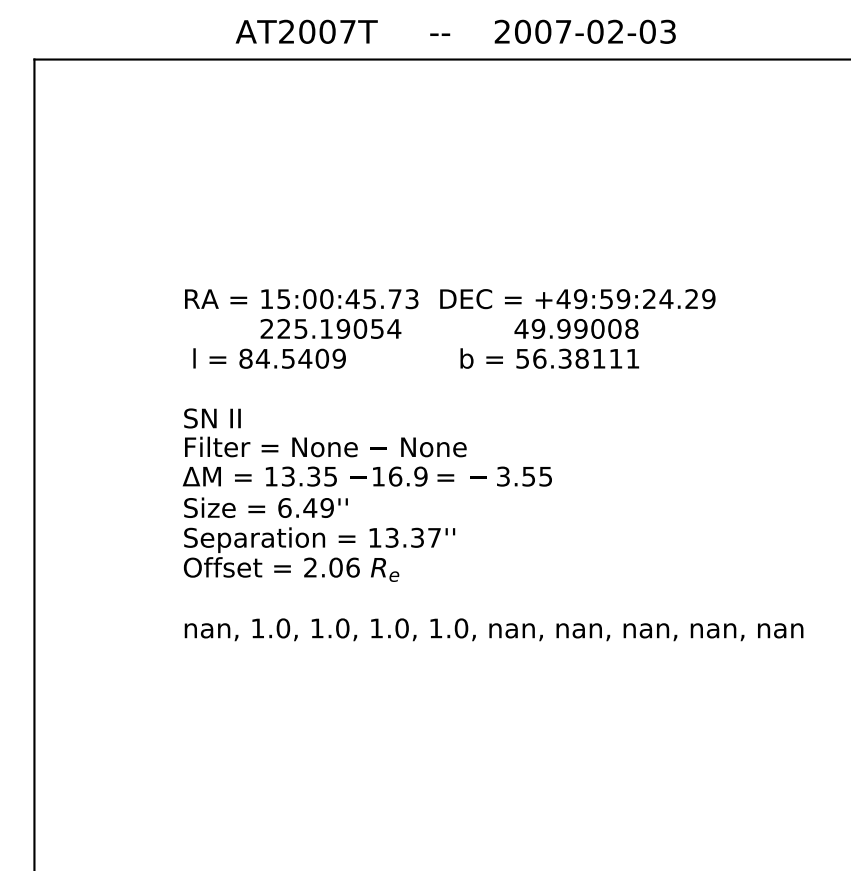 AT2007T -- 2007-02-03
RA = 15:00:45.73 DEC = +49:59:24.29
225.19054 49.99008
l = 84.5409 b = 56.38111
SN II
Filter = None − None
ΔM = 13.35 −16.9 = − 3.55
Size = 6.49''
Separation = 13.37''
Offset = 2.06 Re
nan, 1.0, 1.0, 1.0, 1.0, nan, nan, nan, nan, nan